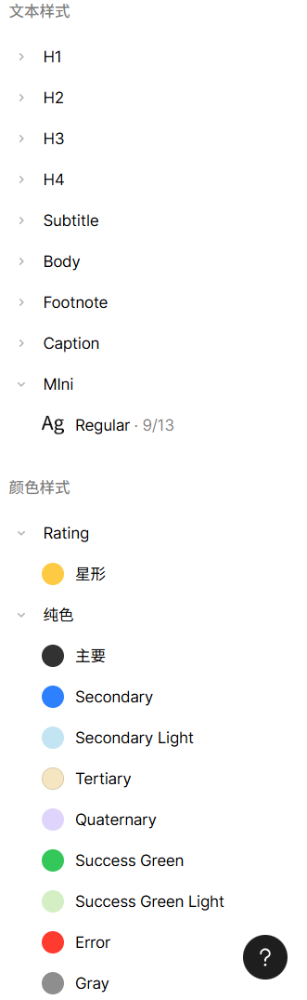 文本样式
H1
H2
H3
H4
Subtitle
Body
Footnote
Caption
MIni
Ag Regular · 9/13
颜色样式
Rating
星形
纯色
主要
Secondary
Secondary Light
Tertiary
Quaternary
Success Green
Success Green Light
Error
?
Gray